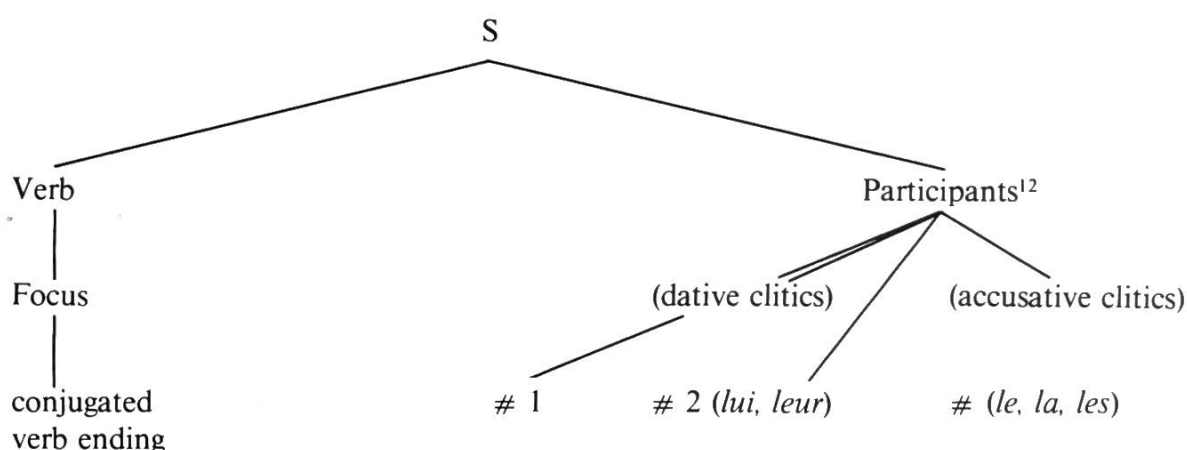 S
Verb Participants¹²
Focus (dative clitics) (accusative clitics)
conjugated # 1 # 2 (lui, leur) # (le, la, les)
verb ending